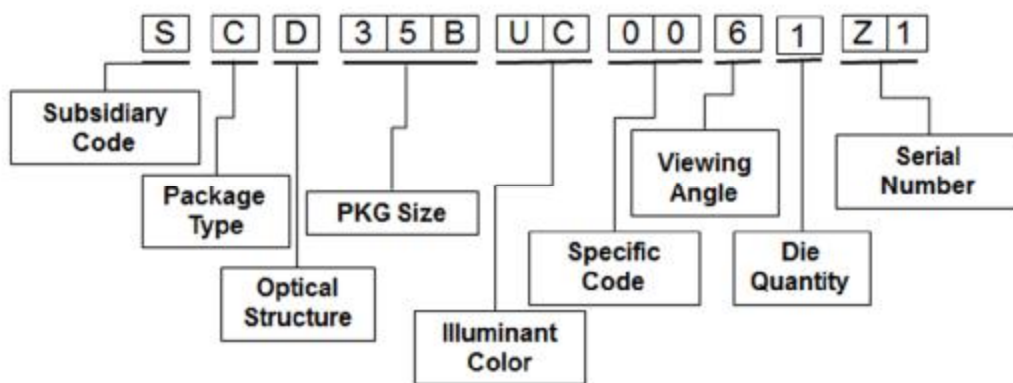 S C D 3 5 B U C 0 0 6 1 Z 1
Subsidiary
Code
Package
Type
Optical
Structure
PKG Size
Illuminant
Color
Specific
Code
Viewing
Angle
Die
Quantity
Serial
Number